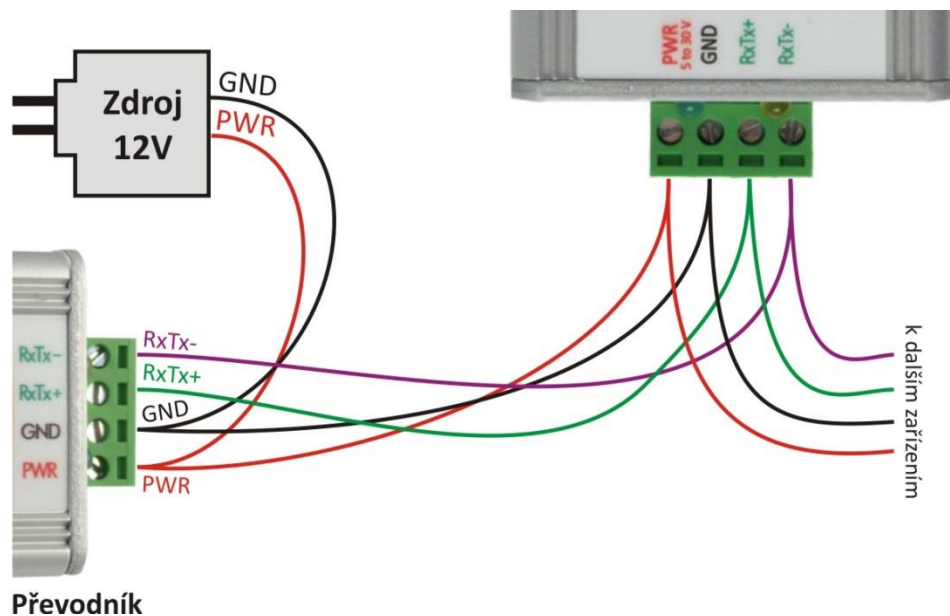 Zdroj
12V
GND
PWR
PWR
5 to 30 V
GND
RxTx+
RxTx-
RxTx-
RxTx+
GND
PWR
RxTx-
RxTx+
GND
PWR
k dalším zařízením
Převodník